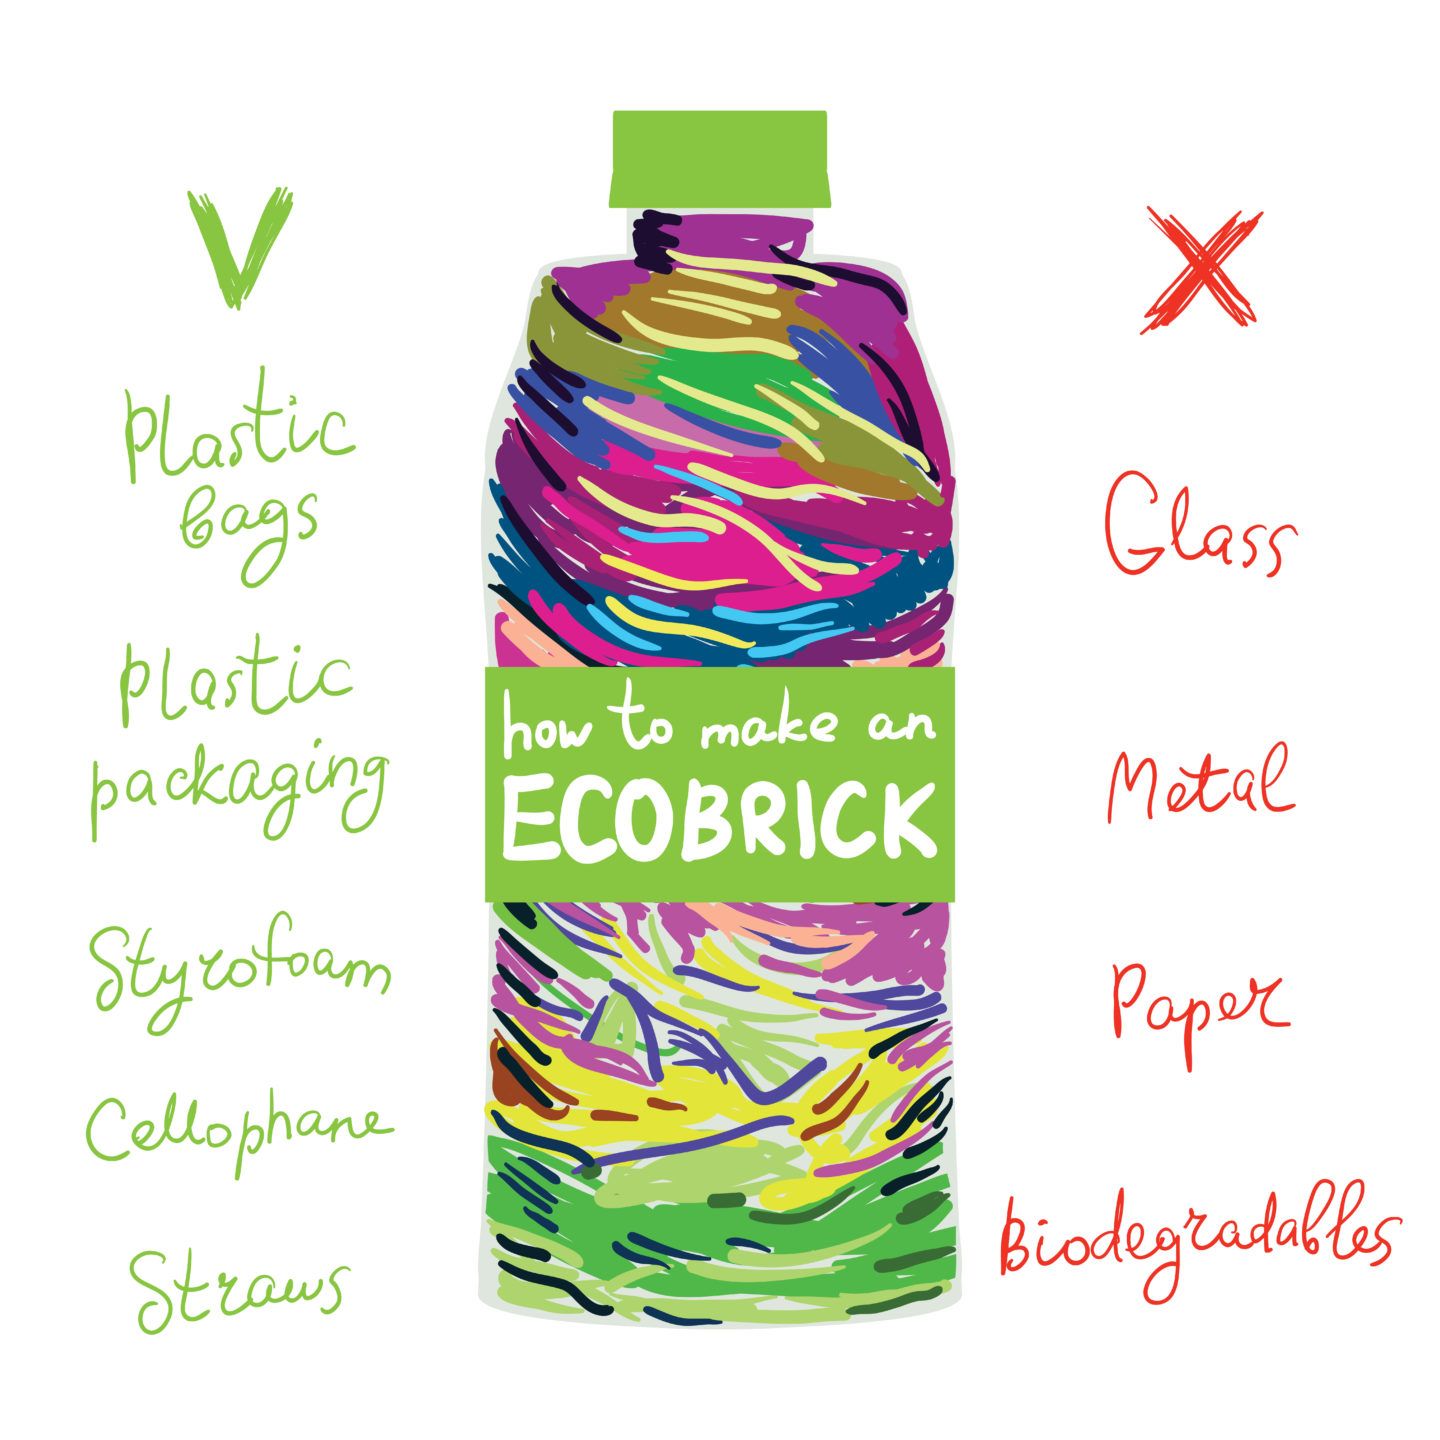 Plastic
bags
Plastic
packaging
Styrofoam
Cellophane
Straws
how to make an
ECOBRICK
Glass
Metal
Paper
Biodegradables